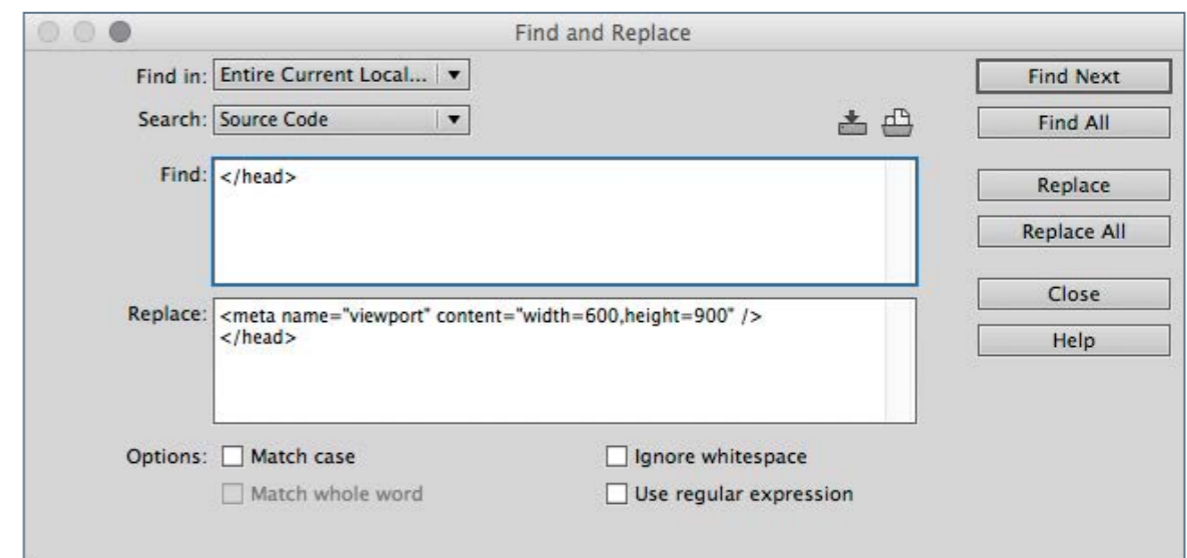 Find and Replace
Find in: Entire Current Local...
Search: Source Code
Find: </head>
Replace: <meta name="viewport" content="width=600,height=900" />
</head>
Options: Match case
Ignore whitespace
Match whole word
Use regular expression
Find Next
Find All
Replace
Replace All
Close
Help